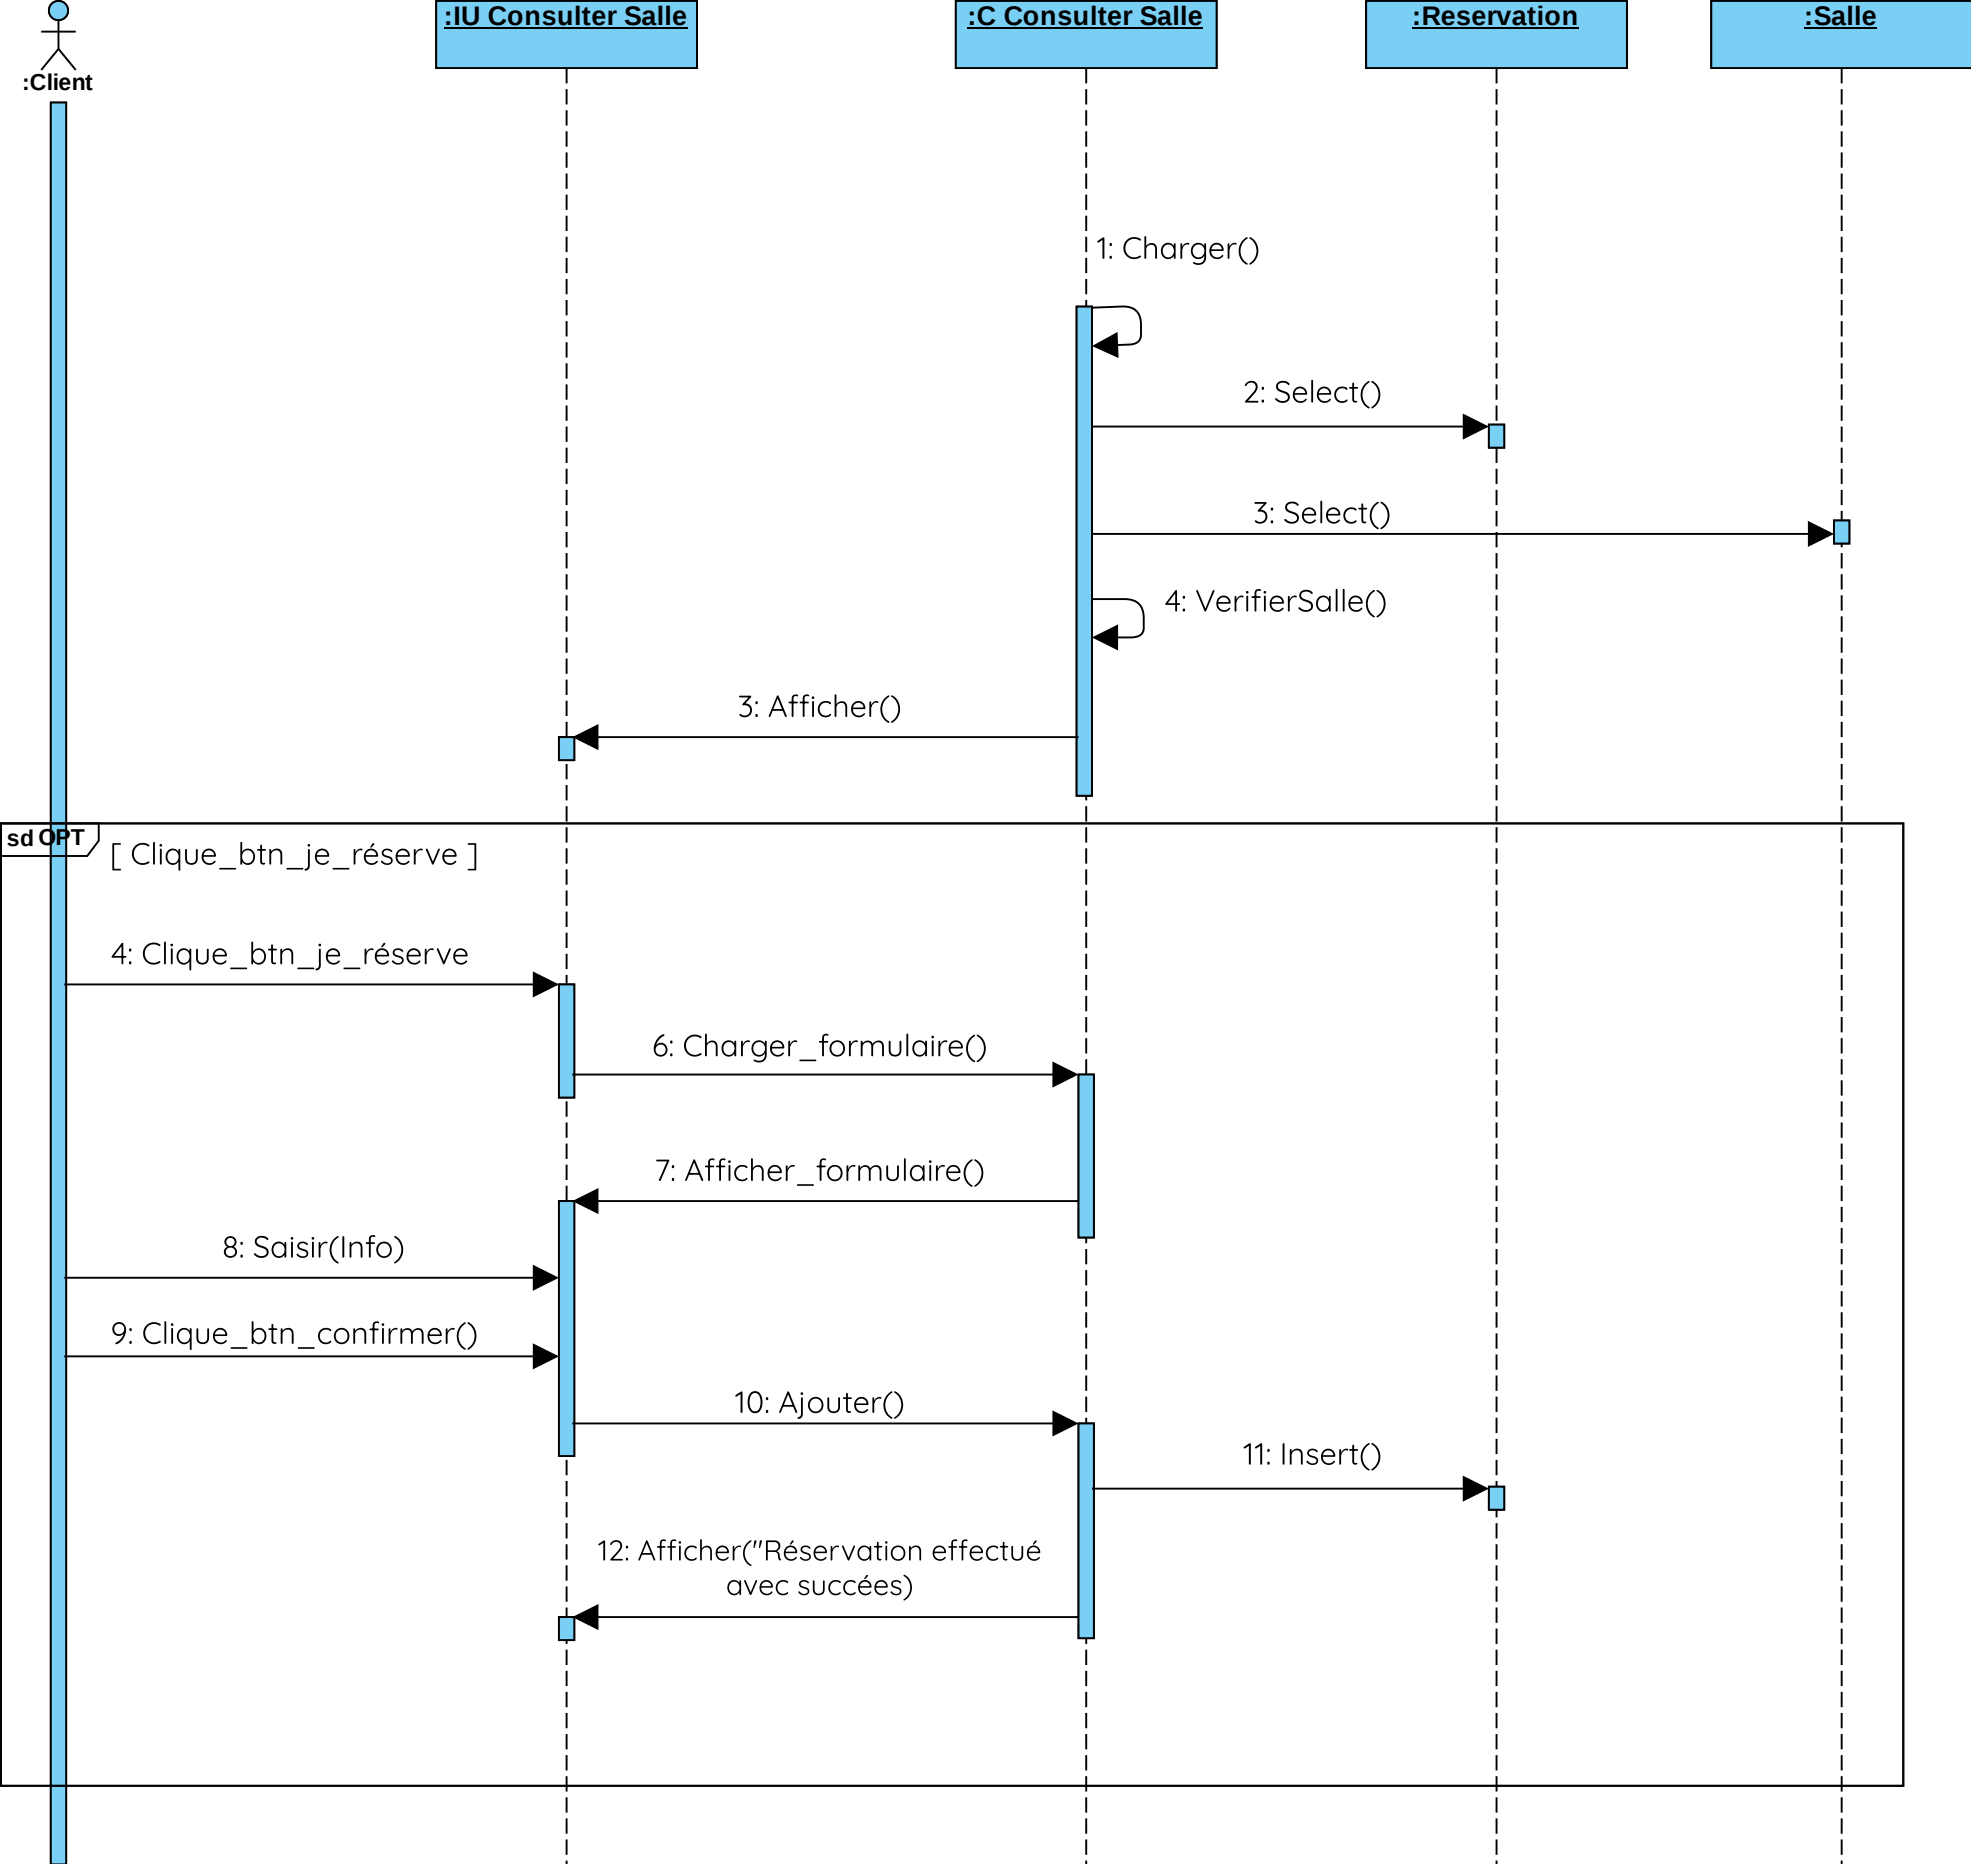 :Client
:IU Consulter Salle
:C Consulter Salle
:Reservation
:Salle
1: Charger()
2: Select()
3: Select()
4: VerifierSalle()
3: Afficher()
sd OPT
[ Clique_btn_je_réserve ]
4: Clique_btn_je_réserve
6: Charger_formulaire()
7: Afficher_formulaire()
8: Saisir(Info)
9: Clique_btn_confirmer()
10: Ajouter()
11: Insert()
12: Afficher("Réservation effectué
avec succées)